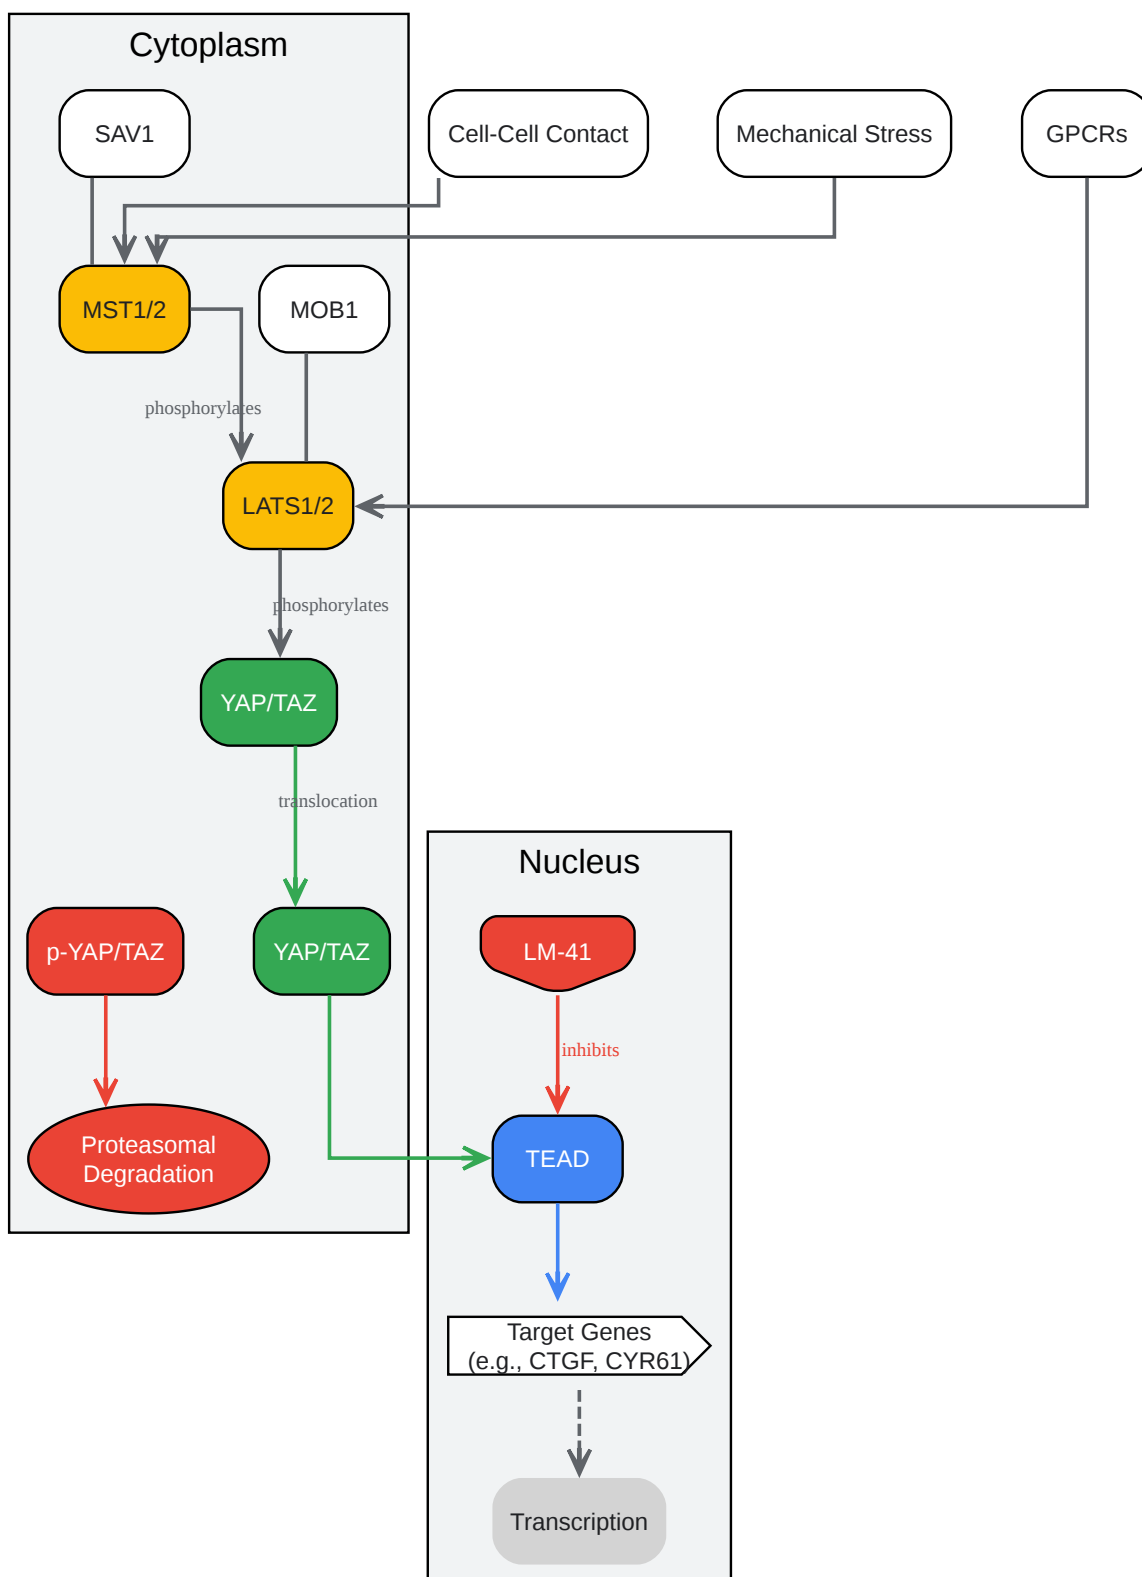 Cytoplasm
SAV1
Cell-Cell Contact
Mechanical Stress
GPCRs
MST1/2
MOB1
phosphorylates
LATS1/2
phosphorylates
YAP/TAZ
translocation
Nucleus
p-YAP/TAZ
YAP/TAZ
LM-41
inhibits
Proteasomal
Degradation
TEAD
Target Genes
(e.g., CTGF, CYR61)
Transcription